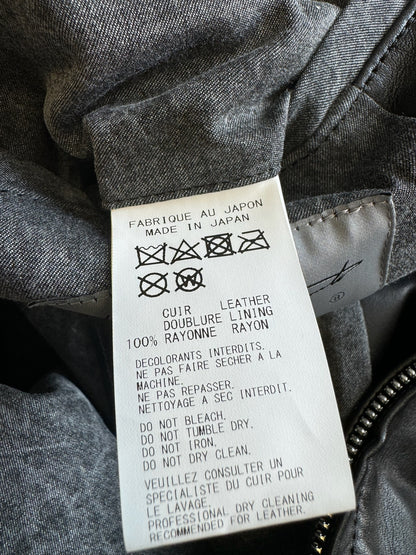 FABRIQUE AU JAPON
MADE IN JAPAN
W
CUIR LEATHER
DOUBLURE LINING
100% RAYONNE RAYON
DECOLORANTS INTERDITS.
NE PAS FAIRE SECHER A LA
MACHINE.
NE PAS REPASSER.
NETTOYAGE A SEC INTERDIT.
DO NOT BLEACH.
DO NOT TUMBLE DRY.
DO NOT IRON.
DO NOT DRY CLEAN.
VEUILLEZ CONSULTER UN
SPECIALISTE DU CUIR POUR
LE LAVAGE.
PROFESSIONAL DRY CLEANING
RECOMMENDED FOR LEATHER.